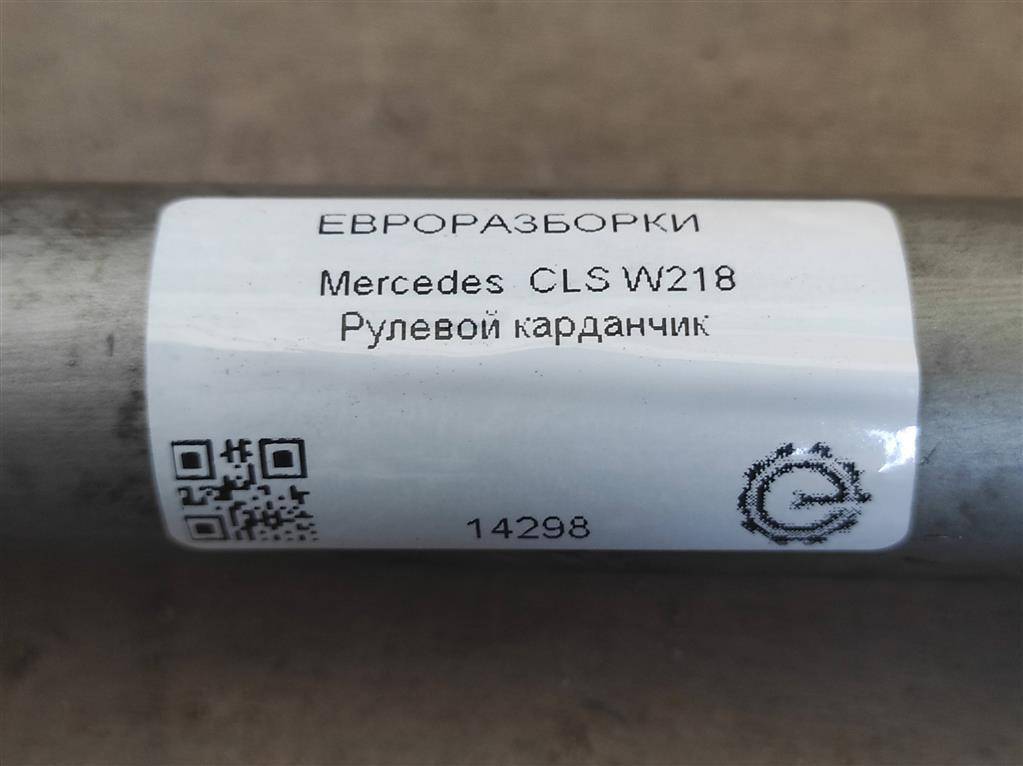 ЕВРОРАЗБОРКИ
Mercedes CLS W218
Рулевой карданчик
14298